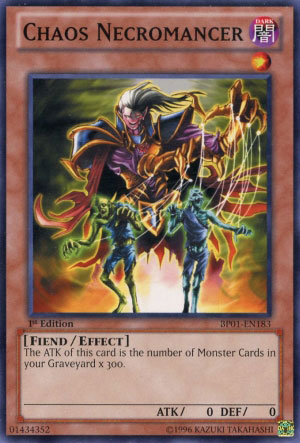 CHAOS NECROMANCER
DARK
闇
1st Edition
BP01-EN183
[FIEND / EFFECT]
The ATK of this card is the number of Monster Cards in
your Graveyard x 300.
ATK/ 0 DEF/ 0
01434352
©1996 KAZUKI TAKAHASHI